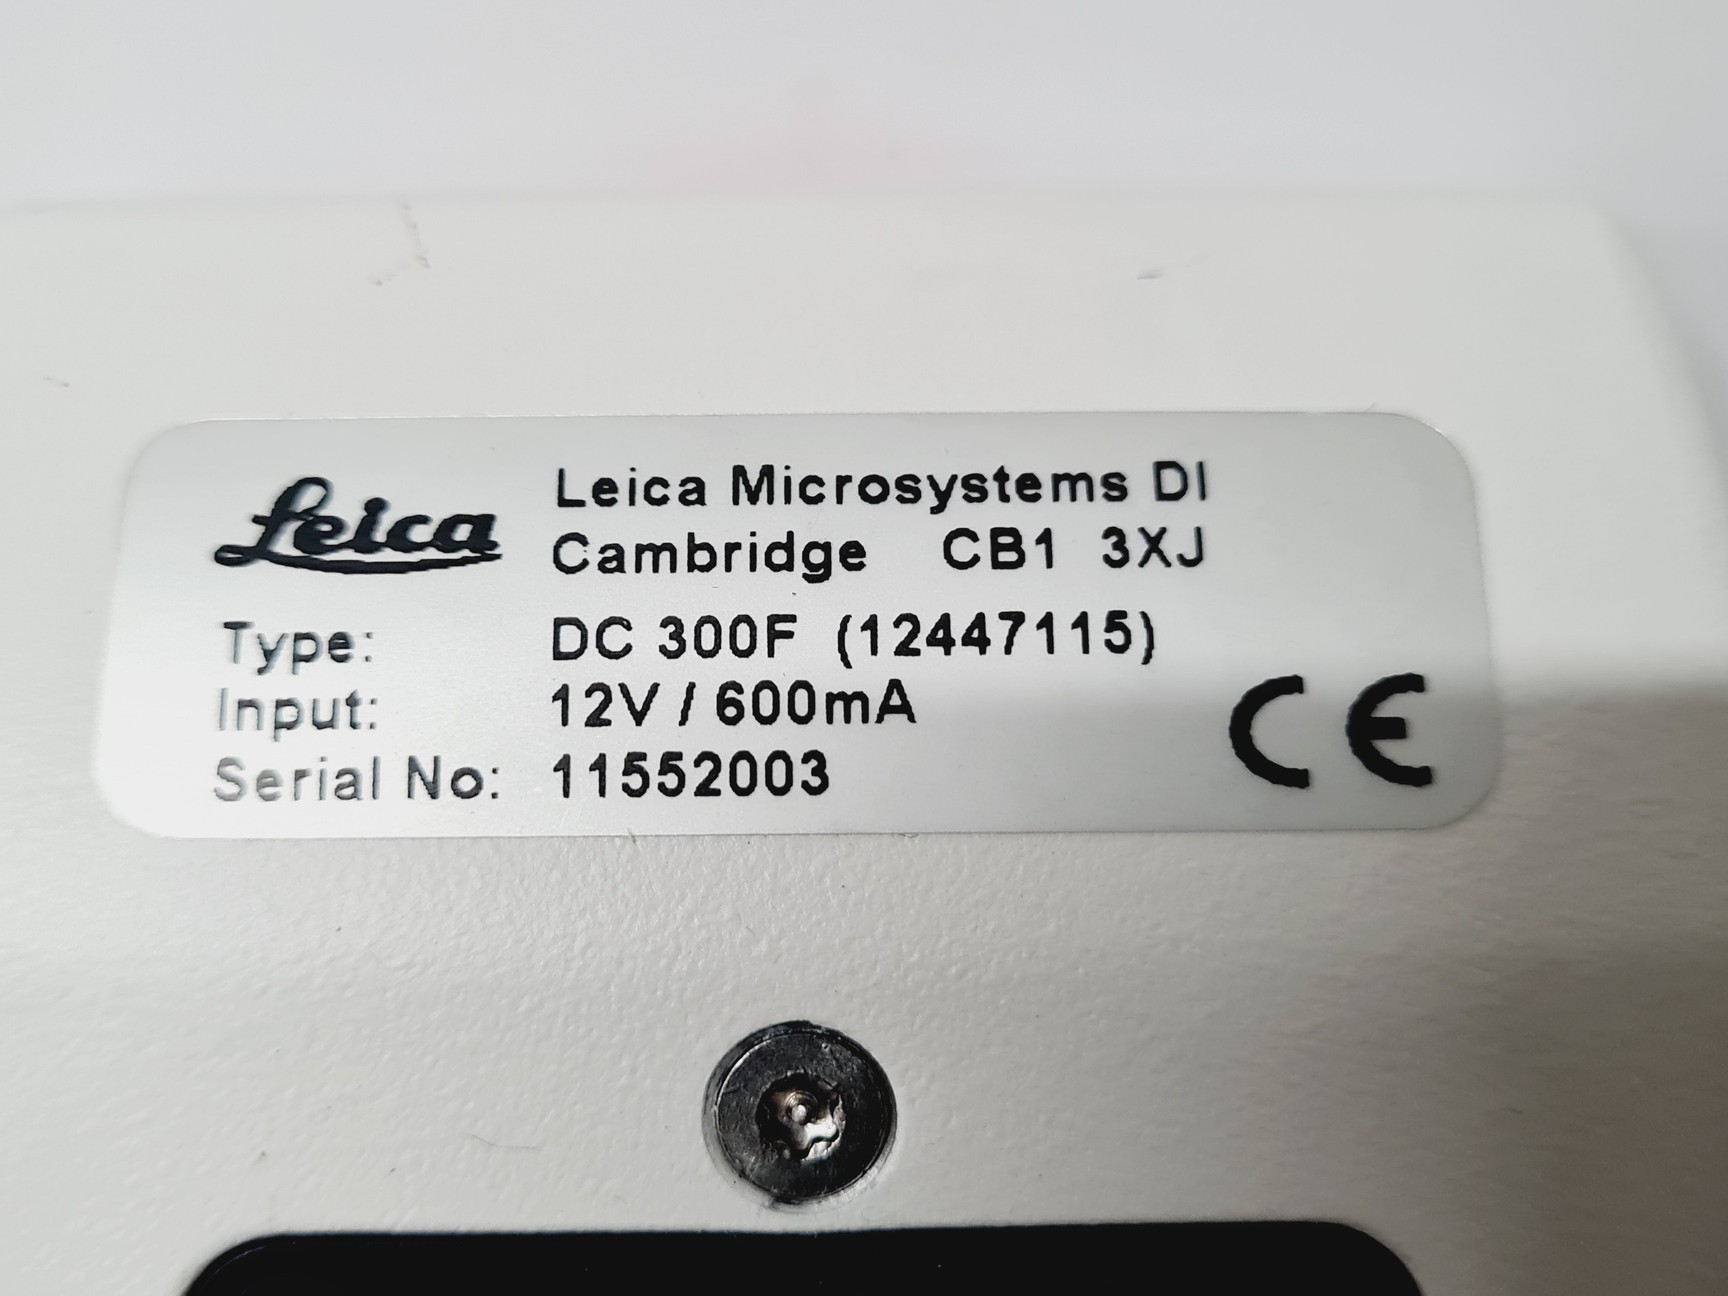 Leica
Leica Microsystems DI
Cambridge CB1 3XJ
Type: DC 300F (12447115)
Input: 12V / 600mA
Serial No: 11552003
CE